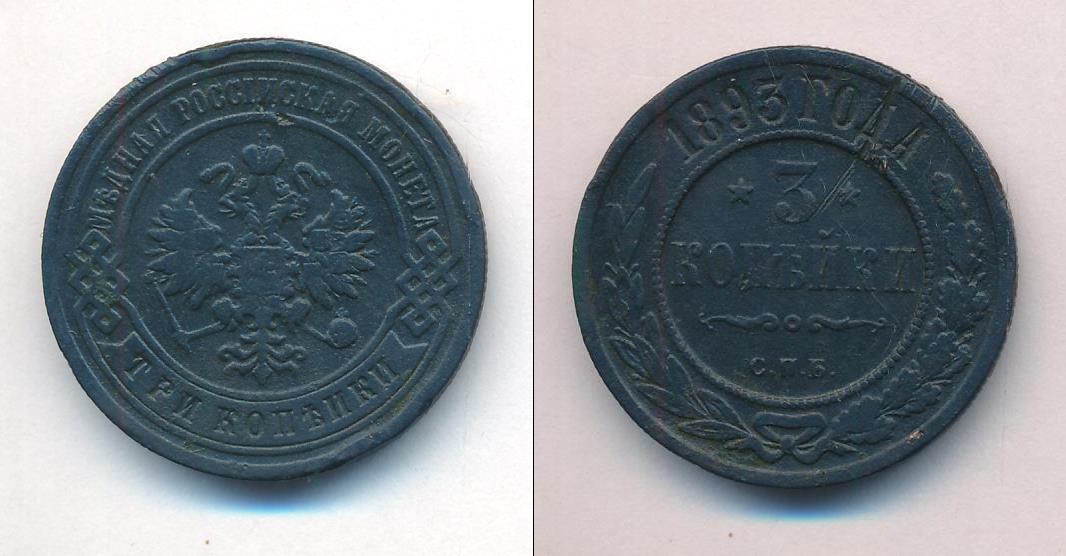 МѢДНАЯ РОССІЙСКАЯ МОНЕТА
ТРИ КОПѢЙКИ
1893 ГОДА
* 3 *
КОПѢЙКИ
С.П.Б.